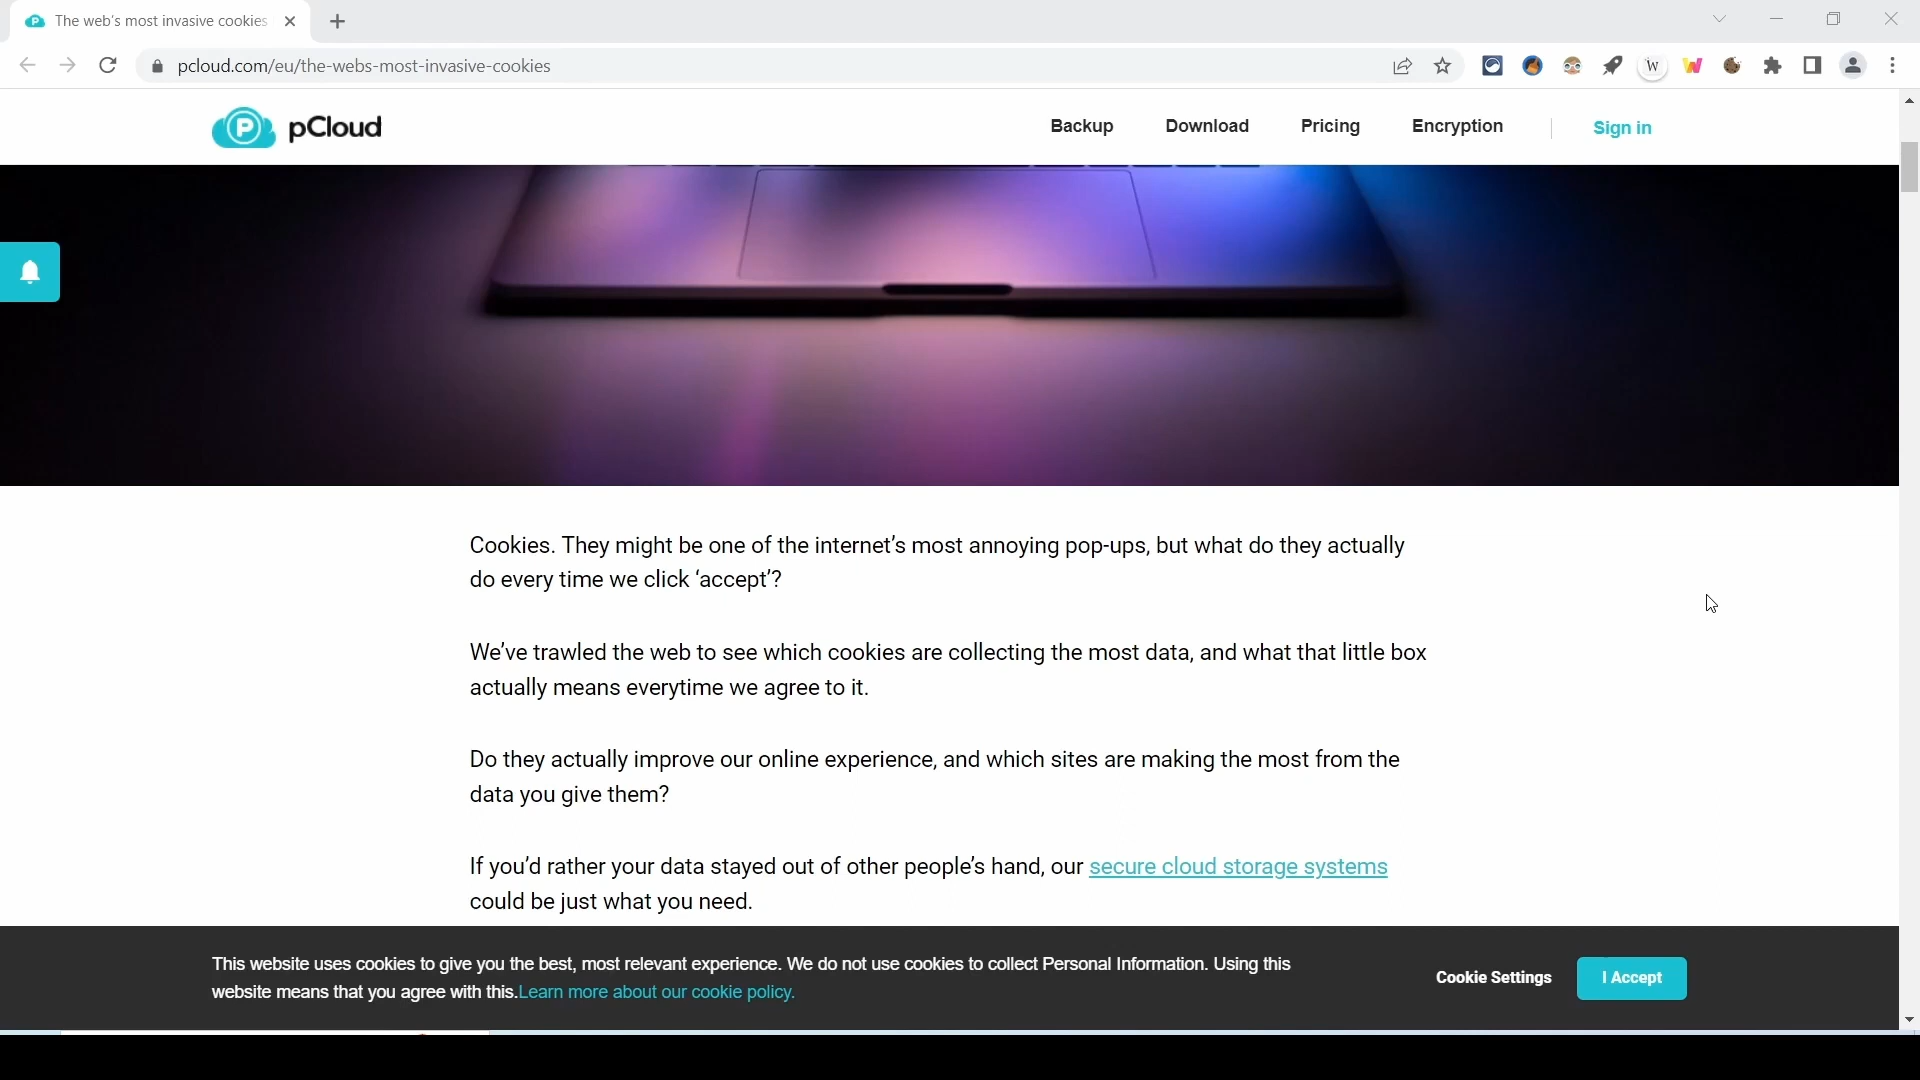 The web's most invasive cookies
pcloud.com/eu/the-webs-most-invasive-cookies
pCloud
Backup
Download
Pricing
Encryption
Sign in
Cookies. They might be one of the internet's most annoying pop-ups, but what do they actually
do every time we click ‘accept’?
We've trawled the web to see which cookies are collecting the most data, and what that little box
actually means everytime we agree to it.
Do they actually improve our online experience, and which sites are making the most from the
data you give them?
If you'd rather your data stayed out of other people's hand, our secure cloud storage systems
could be just what you need.
This website uses cookies to give you the best, most relevant experience. We do not use cookies to collect Personal Information. Using this
website means that you agree with this.Learn more about our cookie policy.
Cookie Settings
I Accept